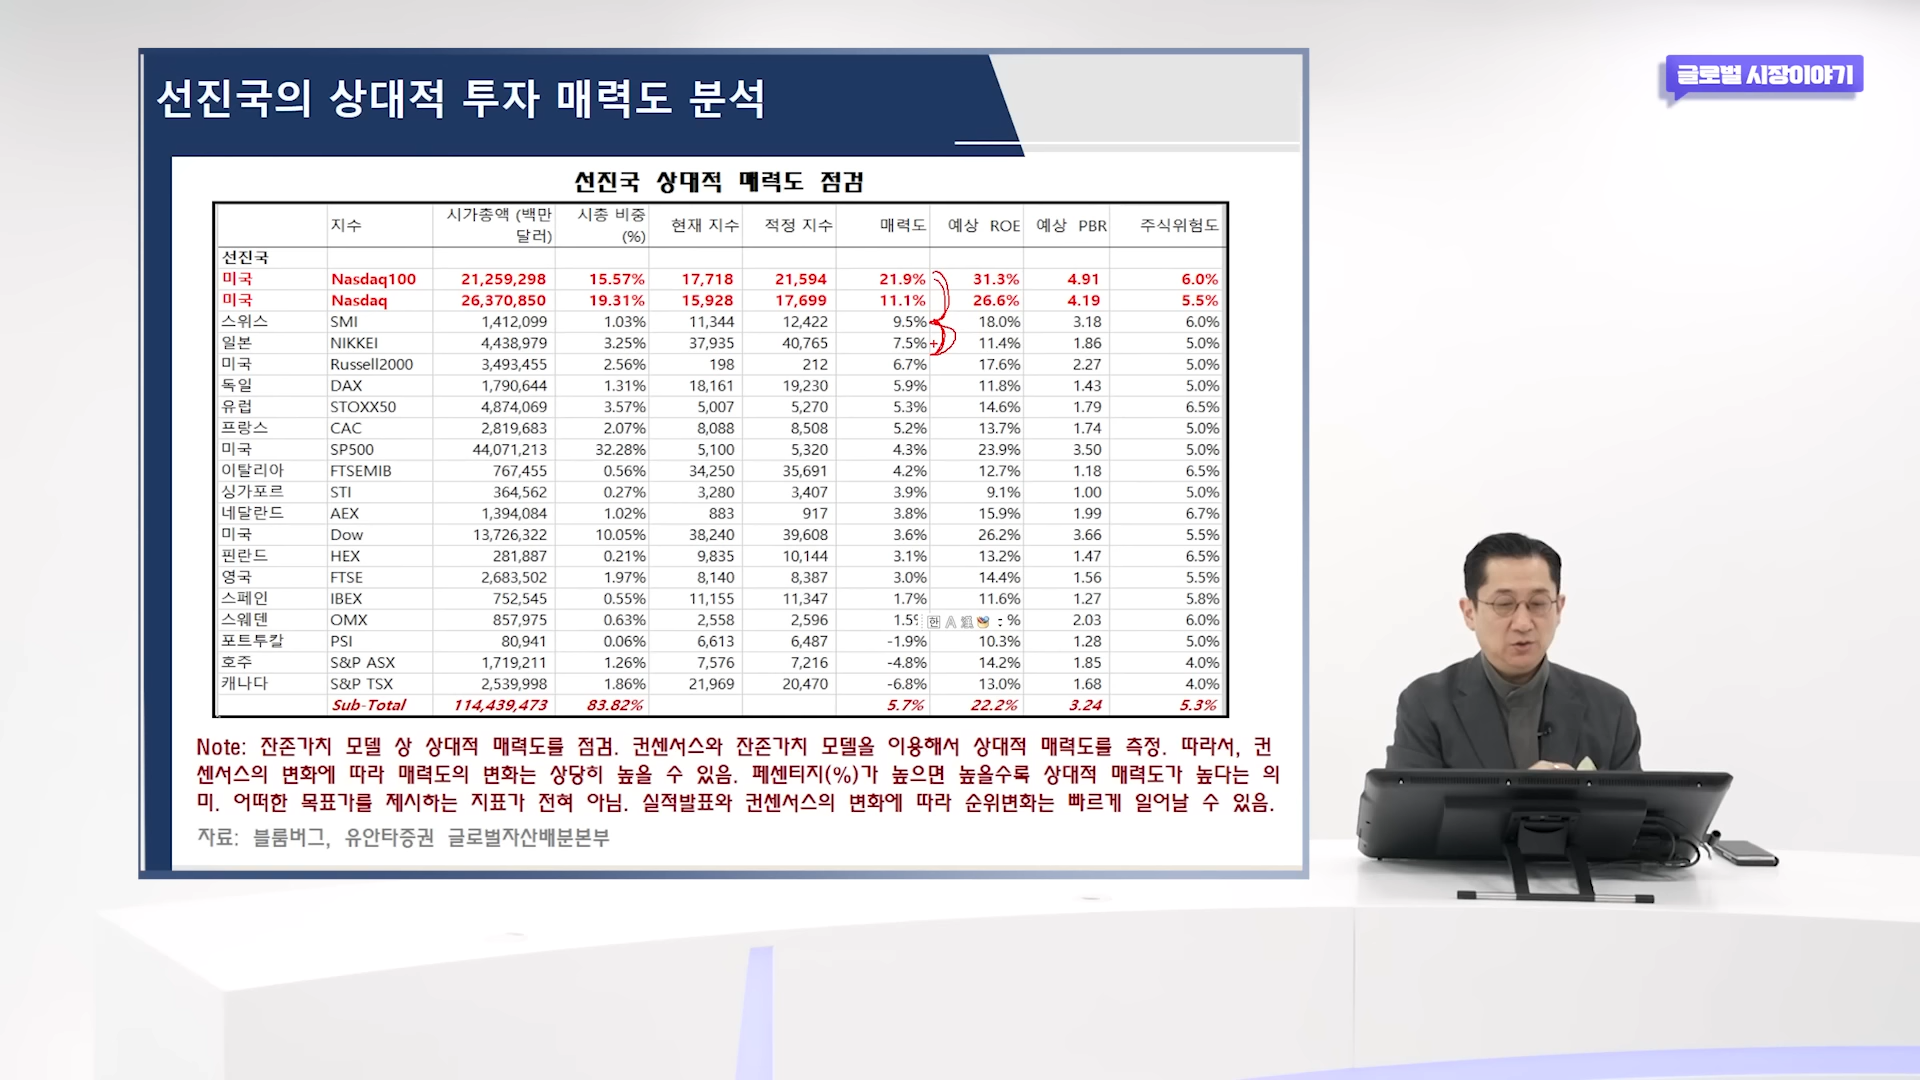 선진국의 상대적 투자 매력도 분석
글로벌 시장이야기
선진국 상대적 매력도 점검
지수 시가총액 (백만 달러) 시총 비중 (%) 현재 지수 적정 지수 매력도 예상 ROE 예상 PBR 주식위험도
선진국
미국 Nasdaq100 21,259,298 15.57% 17,718 21,594 21.9% 31.3% 4.91 6.0%
미국 Nasdaq 26,370,850 19.31% 15,928 17,699 11.1% 26.6% 4.19 5.5%
스위스 SMI 1,412,099 1.03% 11,344 12,422 9.5% 18.0% 3.18 6.0%
일본 NIKKEI 4,438,979 3.25% 37,935 40,765 7.5% 11.4% 1.86 5.0%
미국 Russell2000 3,493,455 2.56% 198 212 6.7% 17.6% 2.27 5.0%
독일 DAX 1,790,644 1.31% 18,161 19,230 5.9% 11.8% 1.43 5.0%
유럽 STOXX50 4,874,069 3.57% 5,007 5,270 5.3% 14.6% 1.79 6.5%
프랑스 CAC 2,819,683 2.07% 8,088 8,508 5.2% 13.7% 1.74 5.0%
미국 SP500 44,071,213 32.28% 5,100 5,320 4.3% 23.9% 3.50 5.0%
이탈리아 FTSEMIB 767,455 0.56% 34,250 35,691 4.2% 12.7% 1.18 6.5%
싱가포르 STI 364,562 0.27% 3,280 3,407 3.9% 9.1% 1.00 5.0%
네달란드 AEX 1,394,084 1.02% 883 917 3.8% 15.9% 1.99 6.7%
미국 Dow 13,726,322 10.05% 38,240 39,608 3.6% 26.2% 3.66 5.5%
핀란드 HEX 281,887 0.21% 9,835 10,144 3.1% 13.2% 1.47 6.5%
영국 FTSE 2,683,502 1.97% 8,140 8,387 3.0% 14.4% 1.56 5.5%
스페인 IBEX 752,545 0.55% 11,155 11,347 1.7% 11.6% 1.27 5.8%
스웨덴 OMX 857,975 0.63% 2,558 2,596 1.5% 한 A 漢 % 2.03 6.0%
포트투칼 PSI 80,941 0.06% 6,613 6,487 -1.9% 10.3% 1.28 5.0%
호주 S&P ASX 1,719,211 1.26% 7,576 7,216 -4.8% 14.2% 1.85 4.0%
캐나다 S&P TSX 2,539,998 1.86% 21,969 20,470 -6.8% 13.0% 1.68 4.0%
Sub-Total 114,439,473 83.82% 5.7% 22.2% 3.24 5.3%
Note: 잔존가치 모델 상 상대적 매력도를 점검. 컨센서스와 잔존가치 모델을 이용해서 상대적 매력도를 측정. 따라서, 컨
센서스의 변화에 따라 매력도의 변화는 상당히 높을 수 있음. 페센티지(%)가 높으면 높을수록 상대적 매력도가 높다는 의
미. 어떠한 목표가를 제시하는 지표가 전혀 아님. 실적발표와 컨센서스의 변화에 따라 순위변화는 빠르게 일어날 수 있음.
자료: 블룸버그, 유안타증권 글로벌자산배분본부